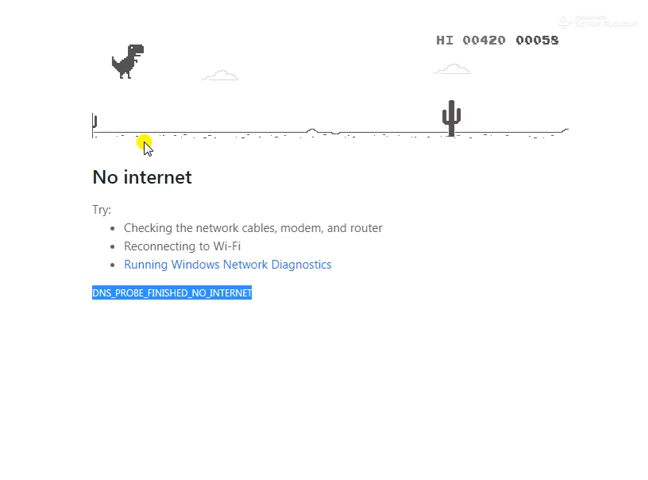 HI 00420 00058
No internet
Try:
Checking the network cables, modem, and router
Reconnecting to Wi-Fi
Running Windows Network Diagnostics
DNS_PROBE_FINISHED_NO_INTERNET